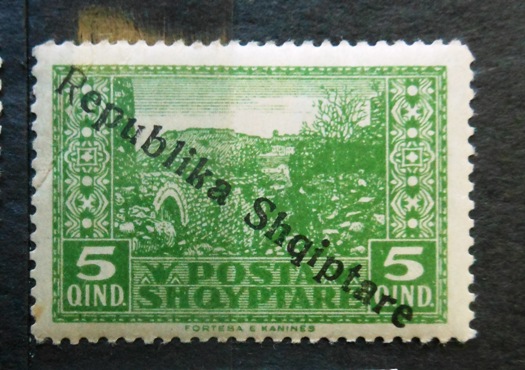 Republika Shqiptare
5 5
QIND. QIND.
POSTA
SHQYPTARE
FORTESA E KANINËS